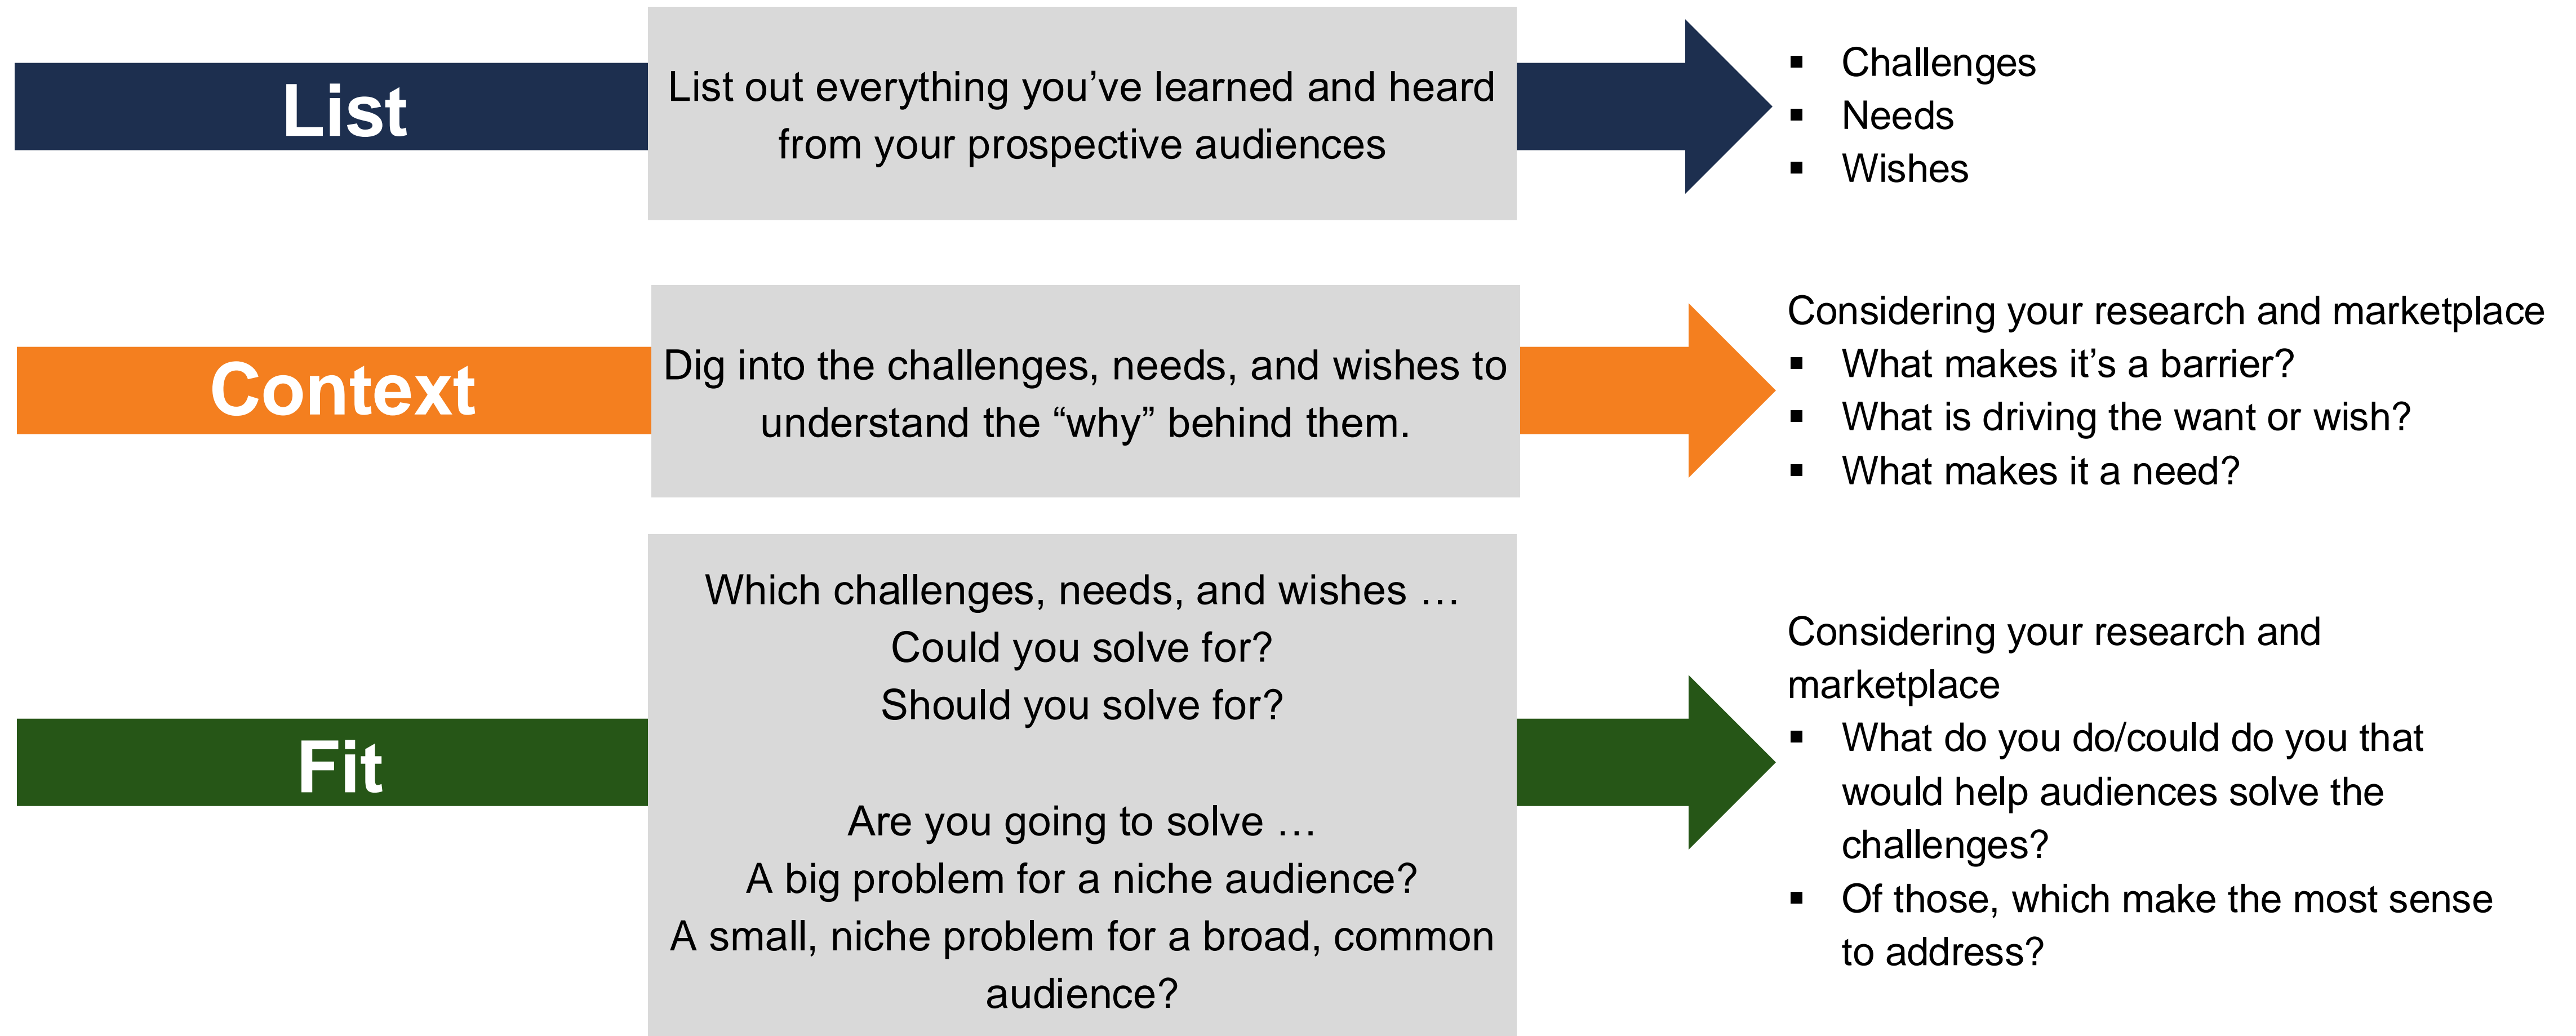 List
List out everything you’ve learned and heard
from your prospective audiences
▪ Challenges
▪ Needs
▪ Wishes
Context
Dig into the challenges, needs, and wishes to
understand the “why” behind them.
Considering your research and marketplace
▪ What makes it’s a barrier?
▪ What is driving the want or wish?
▪ What makes it a need?
Fit
Which challenges, needs, and wishes …
Could you solve for?
Should you solve for?
Are you going to solve …
A big problem for a niche audience?
A small, niche problem for a broad, common
audience?
Considering your research and
marketplace
▪ What do you do/could do you that
would help audiences solve the
challenges?
▪ Of those, which make the most sense
to address?